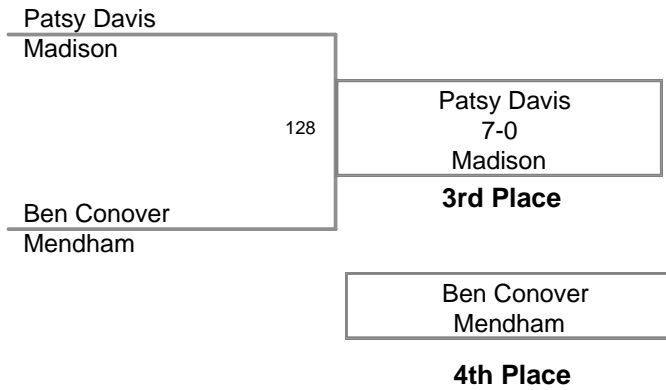 Patsy Davis
Madison
128
Patsy Davis
7-0
Madison
3rd Place
Ben Conover
Mendham
Ben Conover
Mendham
4th Place